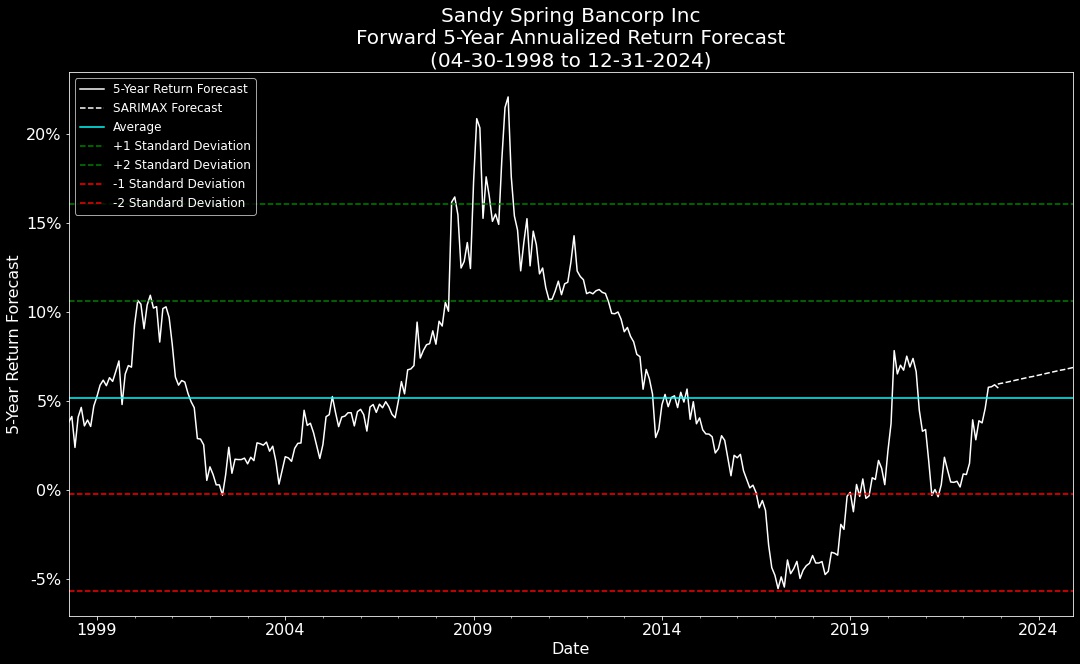 Sandy Spring Bancorp Inc
Forward 5-Year Annualized Return Forecast
(04-30-1998 to 12-31-2024)
5-Year Return Forecast
SARIMAX Forecast
Average
+1 Standard Deviation
+2 Standard Deviation
-1 Standard Deviation
-2 Standard Deviation
5-Year Return Forecast
20%
15%
10%
5%
0%
-5%
1999
2004
2009
2014
2019
2024
Date